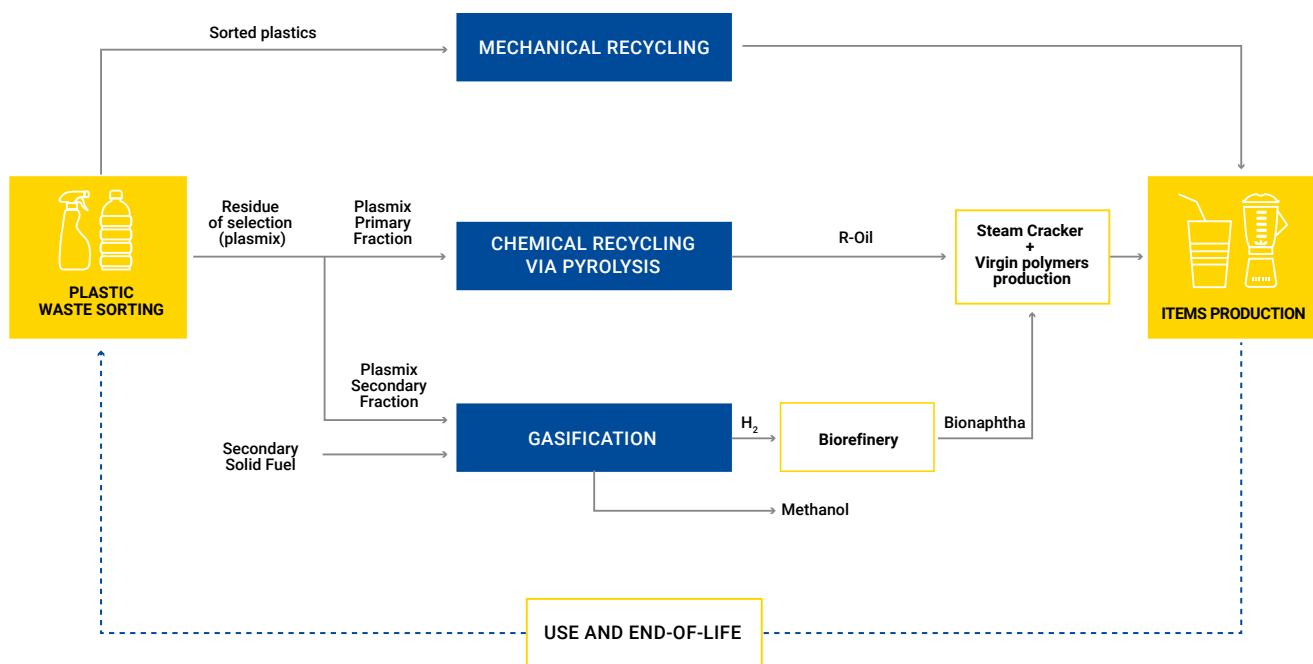 Sorted plastics
MECHANICAL RECYCLING
PLASTIC
WASTE SORTING
Residue
of selection
(plasmix)
Plasmix
Primary
Fraction
CHEMICAL RECYCLING
VIA PYROLYSIS
R-Oil
Steam Cracker
+
Virgin polymers
production
ITEMS PRODUCTION
Plasmix
Secondary
Fraction
Secondary
Solid Fuel
GASIFICATION
H₂
Biorefinery
Bionaphtha
Methanol
USE AND END-OF-LIFE